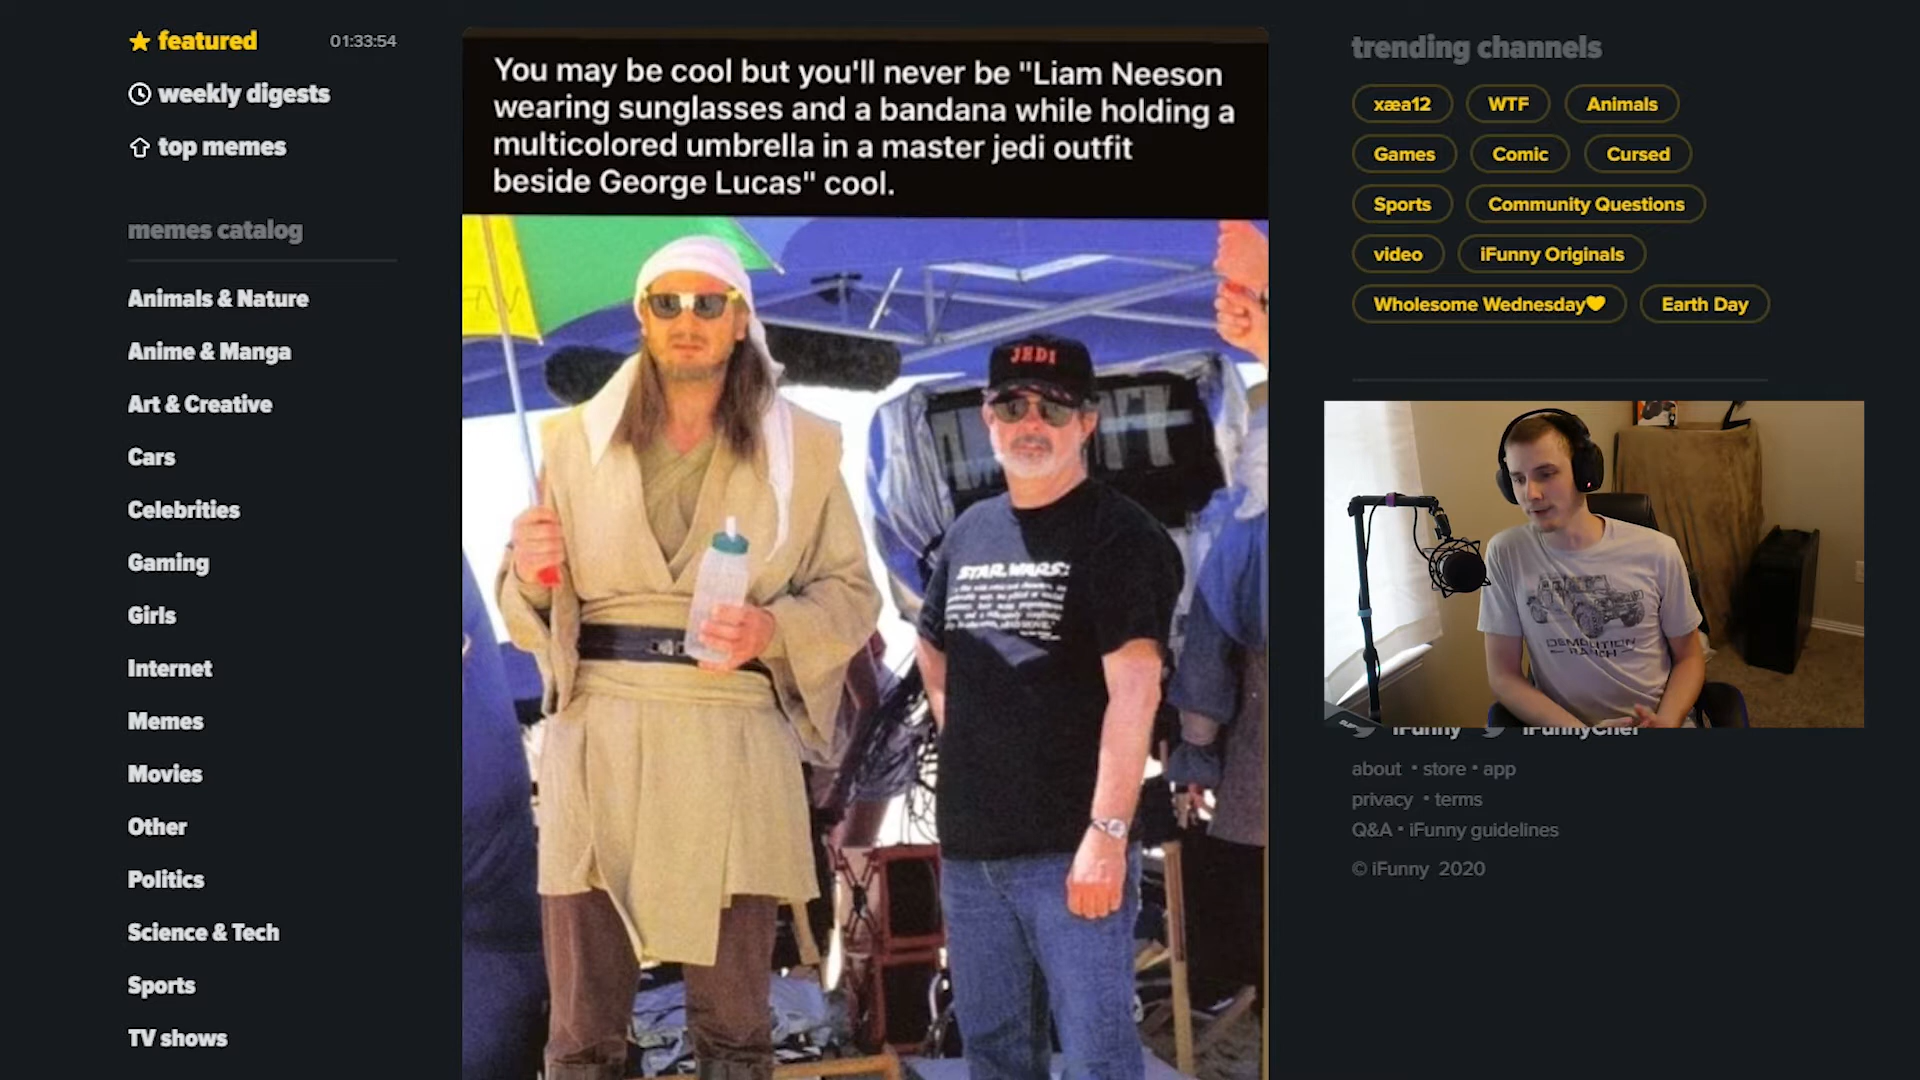 featured
01:33:54
weekly digests
top memes
memes catalog
Animals & Nature
Anime & Manga
Art & Creative
Cars
Celebrities
Gaming
Girls
Internet
Memes
Movies
Other
Politics
Science & Tech
Sports
TV shows
You may be cool but you'll never be "Liam Neeson
wearing sunglasses and a bandana while holding a
multicolored umbrella in a master jedi outfit
beside George Lucas" cool.
JEDI
STAR WARS:
trending channels
xæa12
WTF
Animals
Games
Comic
Cursed
Sports
Community Questions
video
iFunny Originals
Wholesome Wednesday♥
Earth Day
DEMOLITION
RANCH
iFunny
iFunnyChef
about • store • app
privacy • terms
Q&A • iFunny guidelines
© iFunny 2020